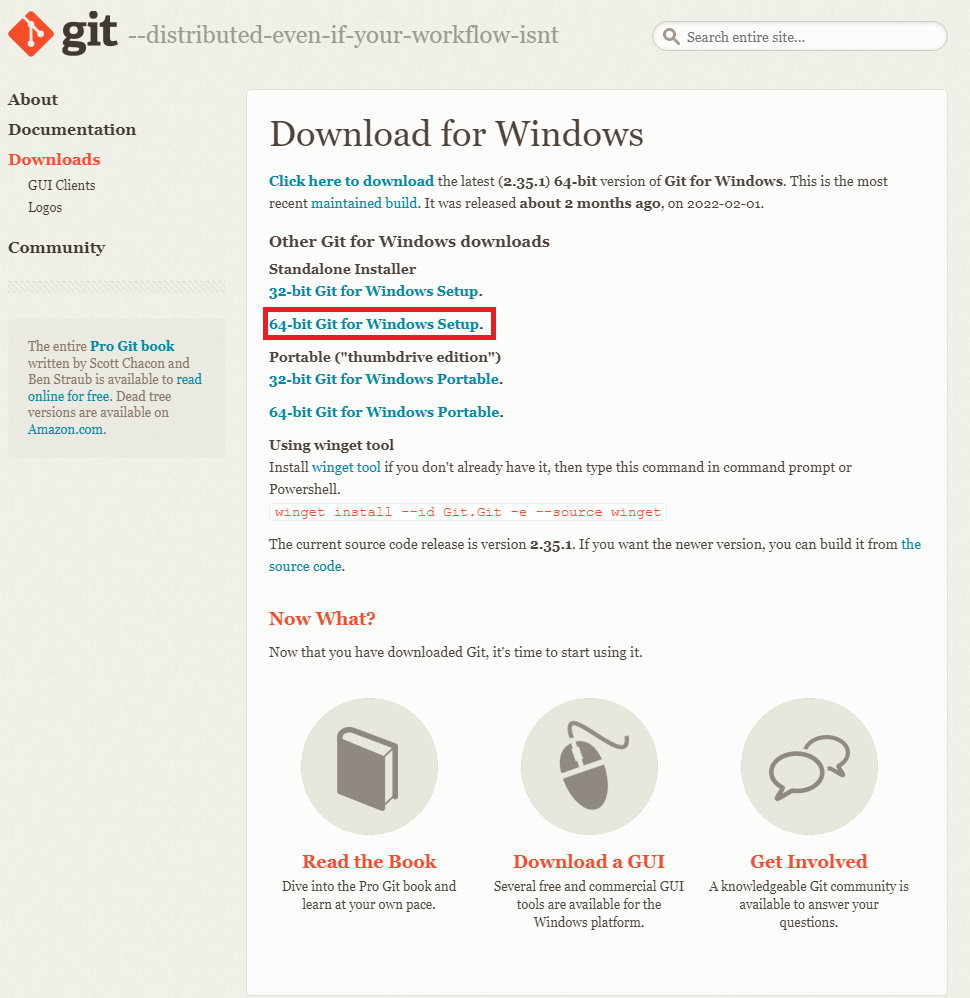 git --distributed-even-if-your-workflow-isnt
Search entire site...
About
Documentation
Downloads
GUI Clients
Logos
Community
The entire Pro Git book
written by Scott Chacon and
Ben Straub is available to read
online for free. Dead tree
versions are available on
Amazon.com.
Download for Windows
Click here to download the latest (2.35.1) 64-bit version of Git for Windows. This is the most
recent maintained build. It was released about 2 months ago, on 2022-02-01.
Other Git for Windows downloads
Standalone Installer
32-bit Git for Windows Setup.
64-bit Git for Windows Setup.
Portable ("thumbdrive edition")
32-bit Git for Windows Portable.
64-bit Git for Windows Portable.
Using winget tool
Install winget tool if you don't already have it, then type this command in command prompt or
Powershell.
winget install --id Git.Git -e --source winget
The current source code release is version 2.35.1. If you want the newer version, you can build it from the
source code.
Now What?
Now that you have downloaded Git, it's time to start using it.
Read the Book
Dive into the Pro Git book and
learn at your own pace.
Download a GUI
Several free and commercial GUI
tools are available for the
Windows platform.
Get Involved
A knowledgeable Git community is
available to answer your
questions.